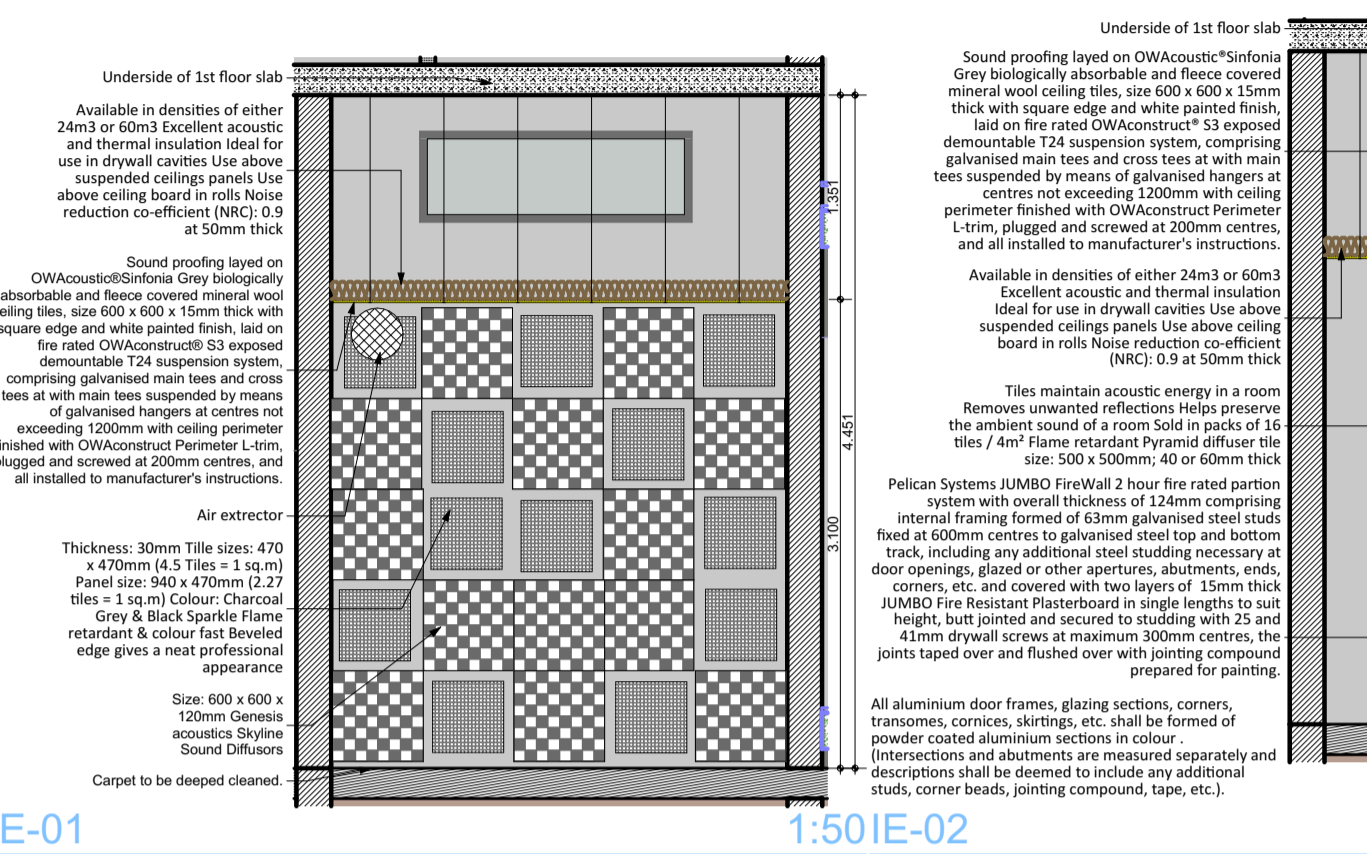 Underside of 1st floor slab
Available in densities of either
24m3 or 60m3 Excellent acoustic
and thermal insulation Ideal for
use in drywall cavities Use above
suspended ceilings panels Use
above ceiling board in rolls Noise
reduction co-efficient (NRC): 0.9
at 50mm thick
Sound proofing layed on
OWAcoustic®Sinfonia Grey biologically
absorbable and fleece covered mineral wool
eiling tiles, size 600 x 600 x 15mm thick with
square edge and white painted finish, laid on
fire rated OWAconstruct® S3 exposed
demountable T24 suspension system,
comprising galvanised main tees and cross
tees at with main tees suspended by means
of galvanised hangers at centres not
exceeding 1200mm with ceiling perimeter
inished with OWAconstruct Perimeter L-trim,
plugged and screwed at 200mm centres, and
all installed to manufacturer's instructions.
Air extrector
Thickness: 30mm Tille sizes: 470
x 470mm (4.5 Tiles = 1 sq.m)
Panel size: 940 x 470mm (2.27
tiles = 1 sq.m) Colour: Charcoal
Grey & Black Sparkle Flame
retardant & colour fast Beveled
edge gives a neat professional
appearance
Size: 600 x 600 x
120mm Genesis
acoustics Skyline
Sound Diffusors
Carpet to be deeped cleaned.
1.351
4.451
3.100
Underside of 1st floor slab
Sound proofing layed on OWAcoustic®Sinfonia
Grey biologically absorbable and fleece covered
mineral wool ceiling tiles, size 600 x 600 x 15mm
thick with square edge and white painted finish,
laid on fire rated OWAconstruct® S3 exposed
demountable T24 suspension system, comprising
galvanised main tees and cross tees at with main
tees suspended by means of galvanised hangers at
centres not exceeding 1200mm with ceiling
perimeter finished with OWAconstruct Perimeter
L-trim, plugged and screwed at 200mm centres,
and all installed to manufacturer's instructions.
Available in densities of either 24m3 or 60m3
Excellent acoustic and thermal insulation
Ideal for use in drywall cavities Use above
suspended ceilings panels Use above ceiling
board in rolls Noise reduction co-efficient
(NRC): 0.9 at 50mm thick
Tiles maintain acoustic energy in a room
Removes unwanted reflections Helps preserve
the ambient sound of a room Sold in packs of 16
tiles / 4m² Flame retardant Pyramid diffuser tile
size: 500 x 500mm; 40 or 60mm thick
Pelican Systems JUMBO FireWall 2 hour fire rated partion
system with overall thickness of 124mm comprising
internal framing formed of 63mm galvanised steel studs
fixed at 600mm centres to galvanised steel top and bottom
track, including any additional steel studding necessary at
door openings, glazed or other apertures, abutments, ends,
corners, etc. and covered with two layers of 15mm thick
JUMBO Fire Resistant Plasterboard in single lengths to suit
height, butt jointed and secured to studding with 25 and
41mm drywall screws at maximum 300mm centres, the
joints taped over and flushed over with jointing compound
prepared for painting.
All aluminium door frames, glazing sections, corners,
transomes, cornices, skirtings, etc. shall be formed of
powder coated aluminium sections in colour .
(Intersections and abutments are measured separately and
descriptions shall be deemed to include any additional
studs, corner beads, jointing compound, tape, etc.).
E-01
1:50
IE-02